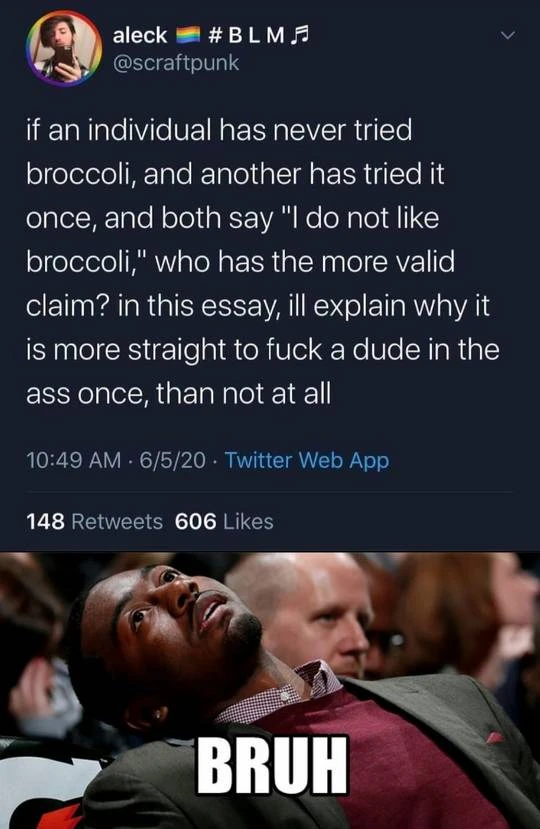 aleck 🏳️‍🌈 # B L M 🎵
@scraftpunk
if an individual has never tried
broccoli, and another has tried it
once, and both say "I do not like
broccoli," who has the more valid
claim? in this essay, ill explain why it
is more straight to fuck a dude in the
ass once, than not at all
10:49 AM · 6/5/20 · Twitter Web App
148 Retweets 606 Likes
BRUH